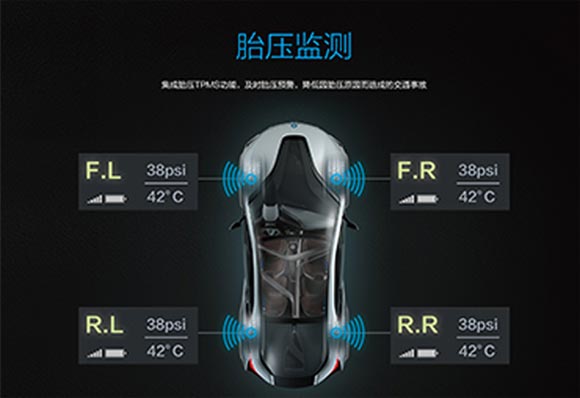 胎压监测
集成胎压TPMS功能,及时胎压预警,降低因胎压原因而造成的交通事故
F.L 38psi
42°C
F.R 38psi
42°C
R.L 38psi
42°C
R.R 38psi
42°C